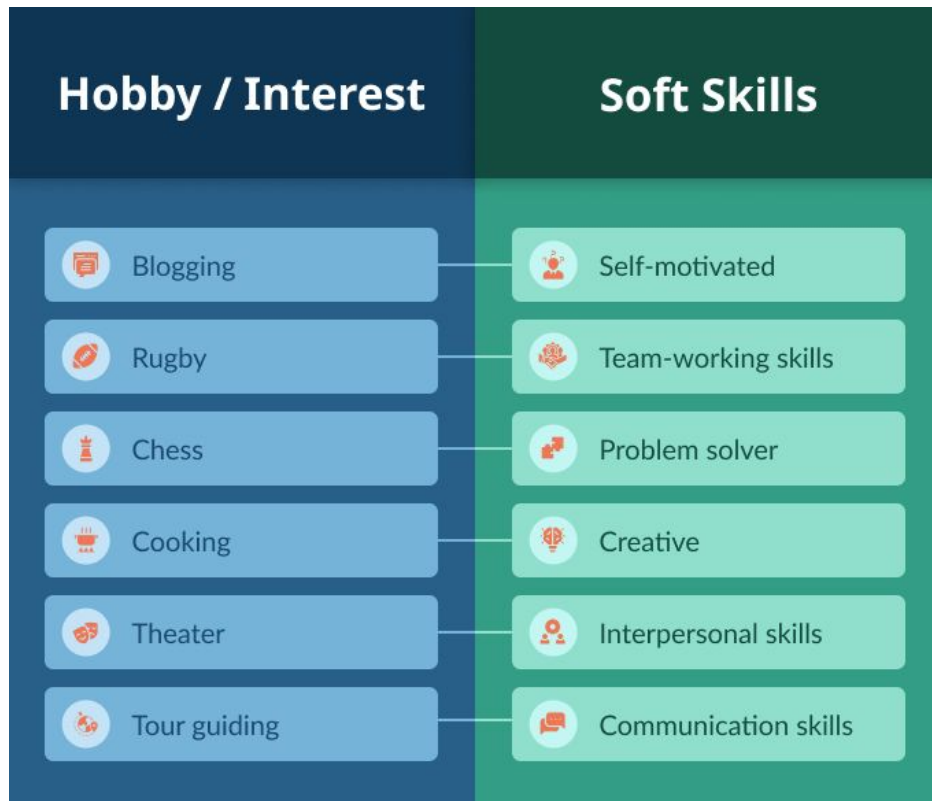 Hobby / Interest
Soft Skills
Blogging
Self-motivated
Rugby
Team-working skills
Chess
Problem solver
Cooking
Creative
Theater
Interpersonal skills
Tour guiding
Communication skills